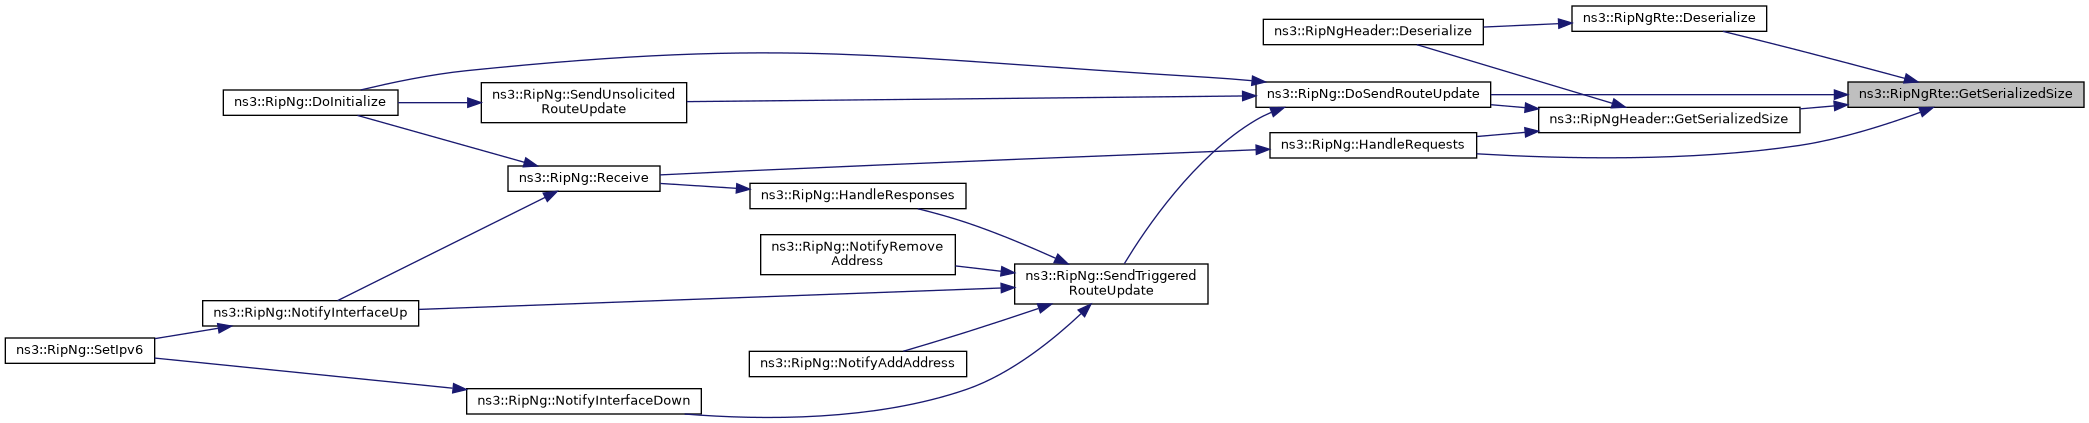 ns3::RipNgRte::Deserialize
ns3::RipNgHeader::Deserialize
ns3::RipNg::DoInitialize
ns3::RipNg::SendUnsolicited
RouteUpdate
ns3::RipNg::DoSendRouteUpdate
ns3::RipNgRte::GetSerializedSize
ns3::RipNgHeader::GetSerializedSize
ns3::RipNg::HandleRequests
ns3::RipNg::Receive
ns3::RipNg::HandleResponses
ns3::RipNg::NotifyRemove
Address
ns3::RipNg::SendTriggered
RouteUpdate
ns3::RipNg::NotifyInterfaceUp
ns3::RipNg::SetIpv6
ns3::RipNg::NotifyAddAddress
ns3::RipNg::NotifyInterfaceDown